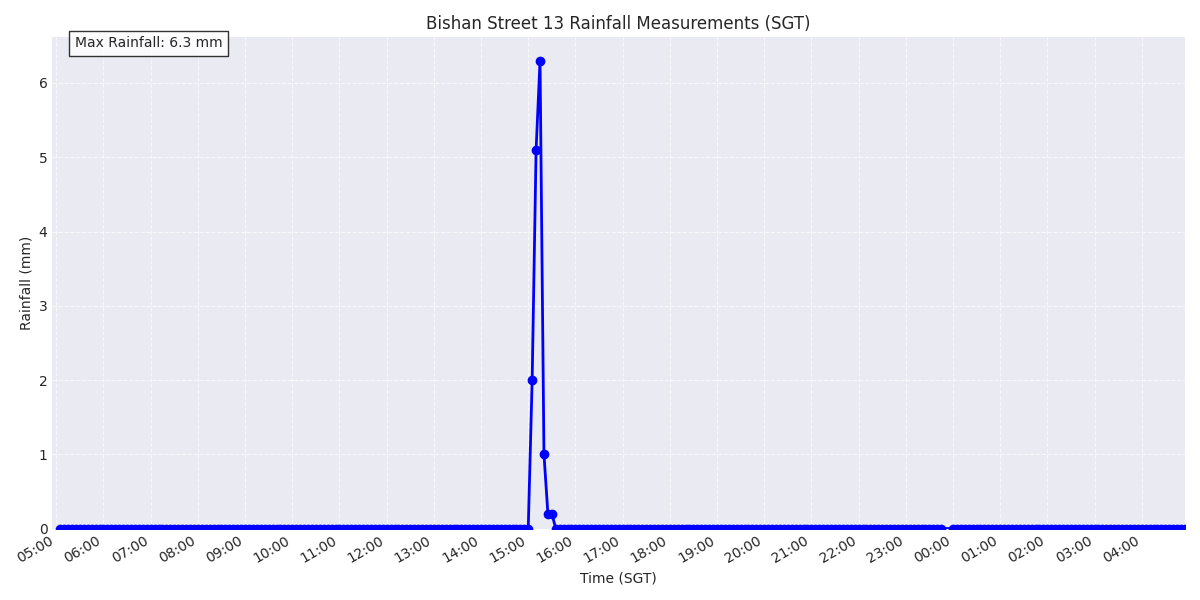 Bishan Street 13 Rainfall Measurements (SGT)
Max Rainfall: 6.3 mm
Rainfall (mm)
6
5
4
3
2
1
0
05:00 06:00 07:00 08:00 09:00 10:00 11:00 12:00 13:00 14:00 15:00 16:00 17:00 18:00 19:00 20:00 21:00 22:00 23:00 00:00 01:00 02:00 03:00 04:00
Time (SGT)